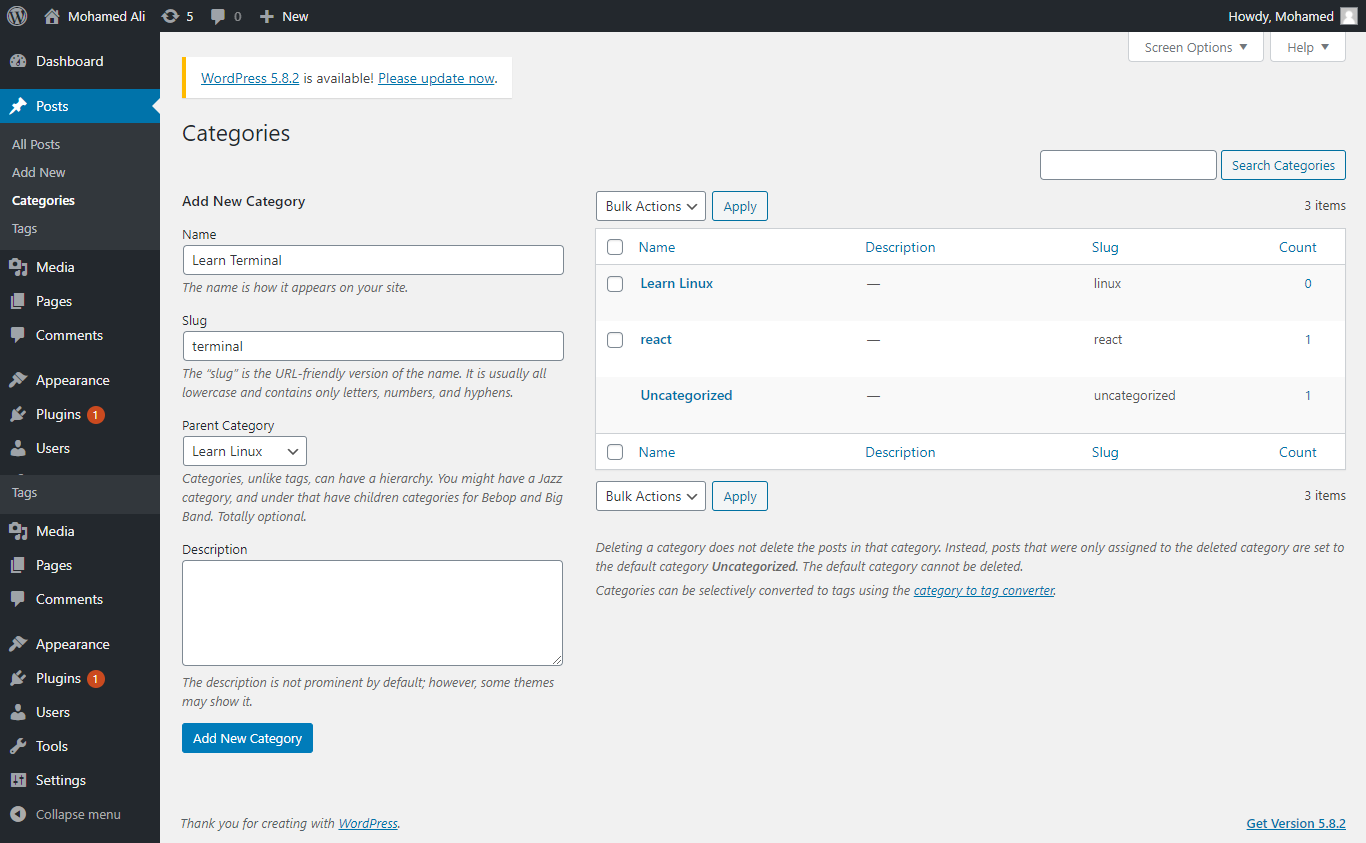 Mohamed Ali 5 0 New Howdy, Mohamed
Dashboard
Posts
All Posts
Add New
Categories
Tags
Media
Pages
Comments
Appearance
Plugins 1
Users
Tags
Media
Pages
Comments
Appearance
Plugins 1
Users
Tools
Settings
Collapse menu
Screen Options Help
WordPress 5.8.2 is available! Please update now.
Categories
Search Categories
Add New Category
Name
Learn Terminal
The name is how it appears on your site.
Slug
terminal
The “slug” is the URL-friendly version of the name. It is usually all
lowercase and contains only letters, numbers, and hyphens.
Parent Category
Learn Linux
Categories, unlike tags, can have a hierarchy. You might have a Jazz
category, and under that have children categories for Bebop and Big
Band. Totally optional.
Description
The description is not prominent by default; however, some themes
may show it.
Add New Category
Bulk Actions Apply 3 items
Name Description Slug Count
Learn Linux — linux 0
react — react 1
Uncategorized — uncategorized 1
Name Description Slug Count
Bulk Actions Apply 3 items
Deleting a category does not delete the posts in that category. Instead, posts that were only assigned to the deleted category are set to
the default category Uncategorized. The default category cannot be deleted.
Categories can be selectively converted to tags using the category to tag converter.
Thank you for creating with WordPress. Get Version 5.8.2